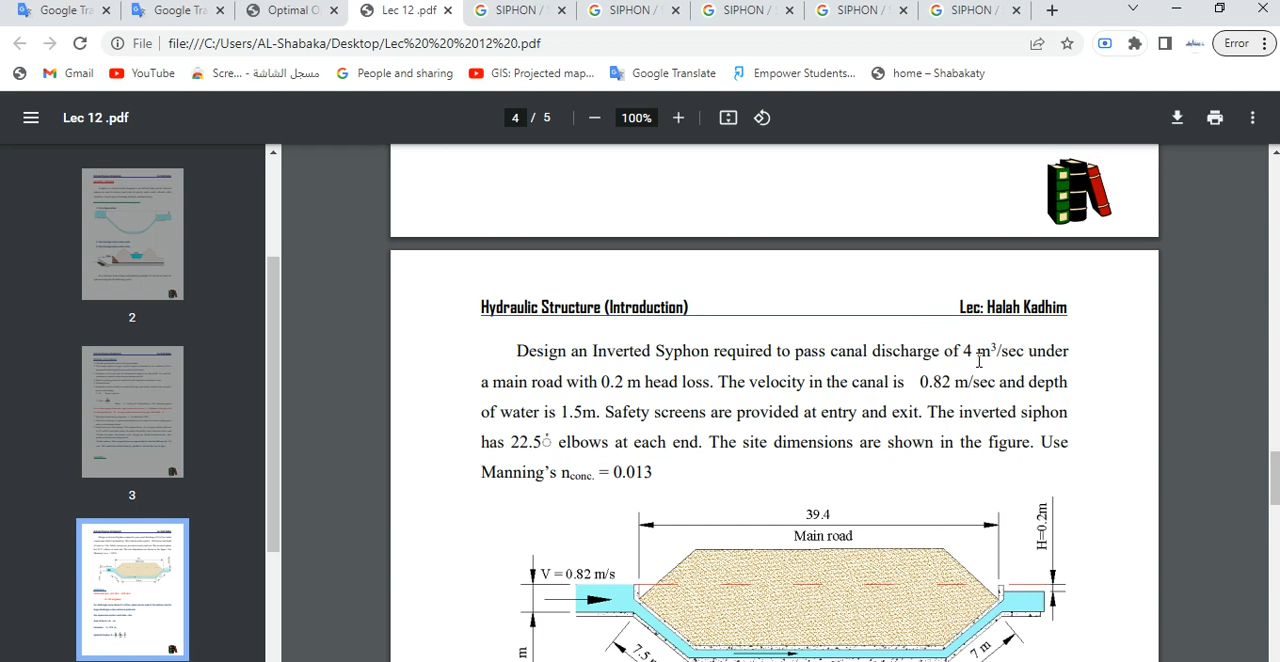 Google Tra
Google Tra
Optimal O
Lec 12 .pdf
SIPHON /
SIPHON /
SIPHON /
SIPHON /
SIPHON /
File
file:///C:/Users/AL-Shabaka/Desktop/Lec%20%20%2012%20.pdf
Error
Gmail
YouTube
Scre... - مسجل الشاشة
People and sharing
GIS: Projected map...
Google Translate
Empower Students...
home – Shabakaty
Lec 12 .pdf
4 / 5
100%
2
3
Hydraulic Structure (Introduction)
Lec: Halah Kadhim
Design an Inverted Syphon required to pass canal discharge of 4 m³/sec under
a main road with 0.2 m head loss. The velocity in the canal is 0.82 m/sec and depth
of water is 1.5m. Safety screens are provided at entry and exit. The inverted siphon
has 22.5 elbows at each end. The site dimensions are shown in the figure. Use
Manning's nconc. = 0.013
39.4
Main road
H=0.2m
V = 0.82 m/s
7 m